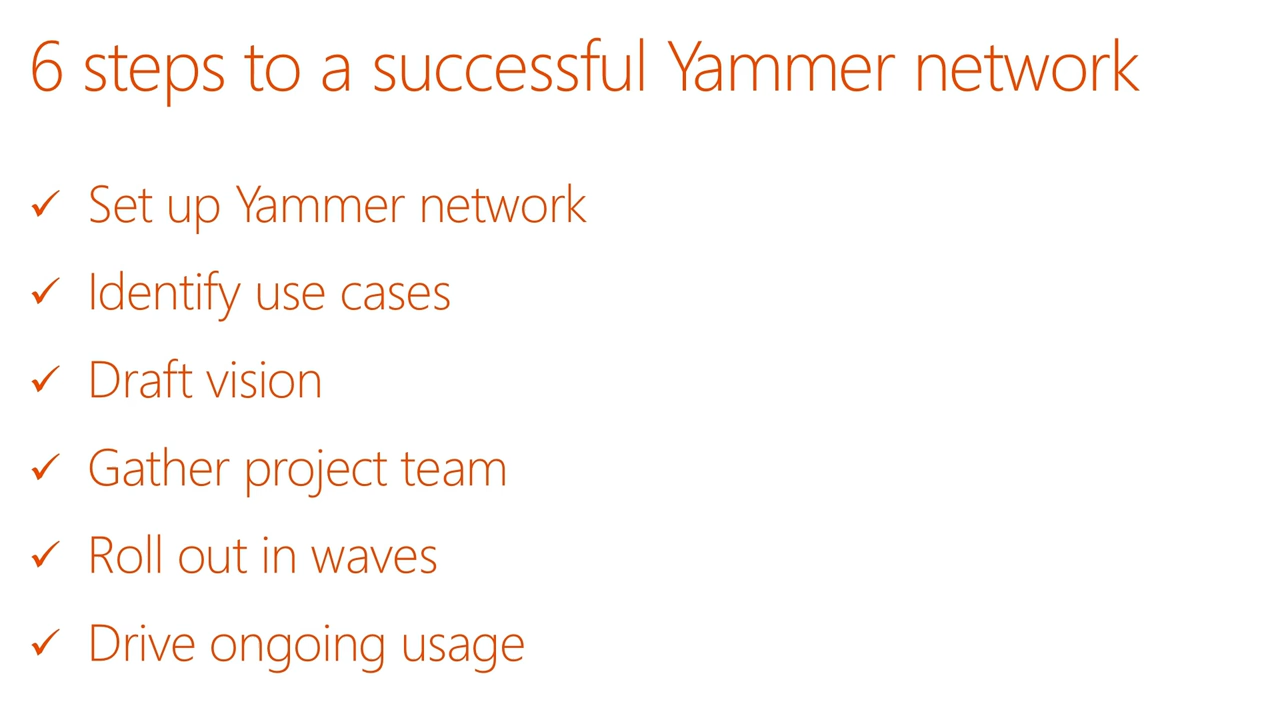 6 steps to a successful Yammer network
✓ Set up Yammer network
✓ Identify use cases
✓ Draft vision
✓ Gather project team
✓ Roll out in waves
✓ Drive ongoing usage